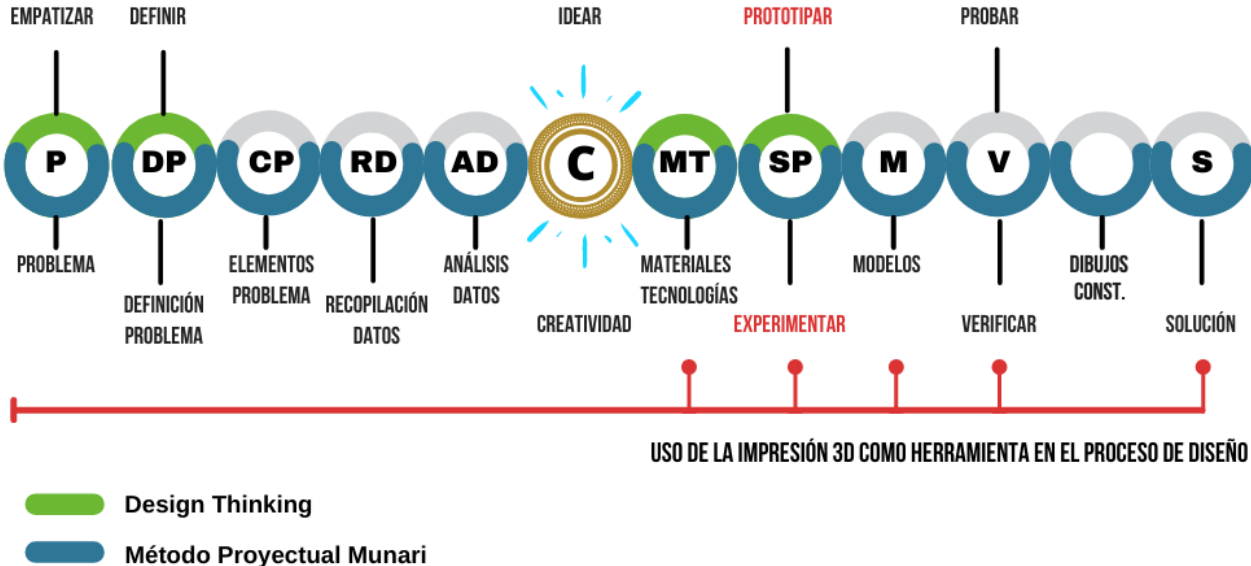 EMPATIZAR DEFINIR IDEAR PROTOTIPAR PROBAR
P DP CP RD AD C MT SP M V S
PROBLEMA
DEFINICIÓN
PROBLEMA
ELEMENTOS
PROBLEMA
RECOPILACIÓN
DATOS
ANÁLISIS
DATOS
CREATIVIDAD
MATERIALES
TECNOLOGÍAS
EXPERIMENTAR
MODELOS
VERIFICAR
DIBUJOS
CONST.
SOLUCIÓN
USO DE LA IMPRESIÓN 3D COMO HERRAMIENTA EN EL PROCESO DE DISEÑO
Design Thinking
Método Proyectual Munari